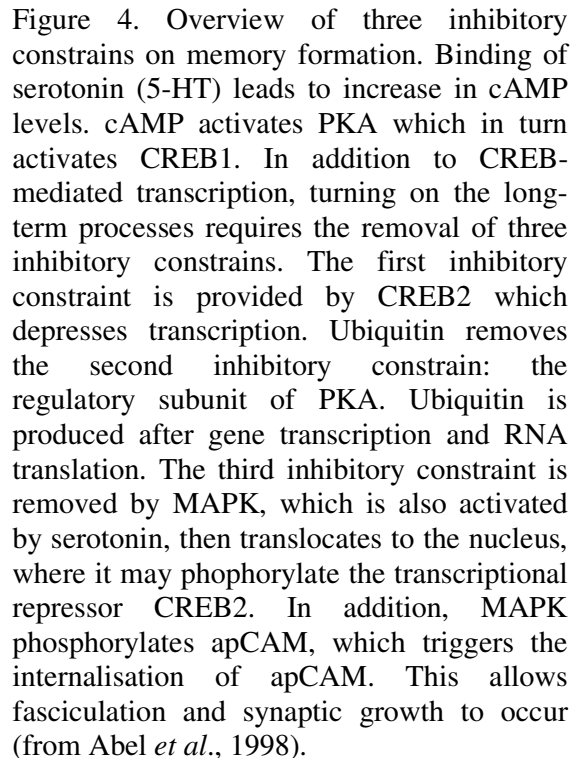 Figure 4. Overview of three inhibitory
constrains on memory formation. Binding of
serotonin (5-HT) leads to increase in cAMP
levels. cAMP activates PKA which in turn
activates CREB1. In addition to CREB-
mediated transcription, turning on the long-
term processes requires the removal of three
inhibitory constrains. The first inhibitory
constraint is provided by CREB2 which
depresses transcription. Ubiquitin removes
the second inhibitory constrain: the
regulatory subunit of PKA. Ubiquitin is
produced after gene transcription and RNA
translation. The third inhibitory constraint is
removed by MAPK, which is also activated
by serotonin, then translocates to the nucleus,
where it may phophorylate the transcriptional
repressor CREB2. In addition, MAPK
phosphorylates apCAM, which triggers the
internalisation of apCAM. This allows
fasciculation and synaptic growth to occur
(from Abel et al., 1998).